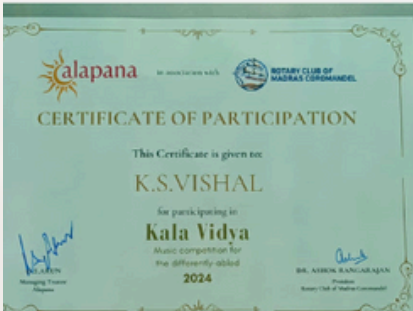 alapana
in association with
ROTARY CLUB OF
MADRAS COROMANDEL
CERTIFICATE OF PARTICIPATION
This Certificate is given to:
K.S.VISHAL
for participating in
Kala Vidya
Music competition for
the differently-abled
2024
Managing Trustee
Alapana
DR. ASHOK RANGARAJAN
President
Rotary Club of Madras Coromandel